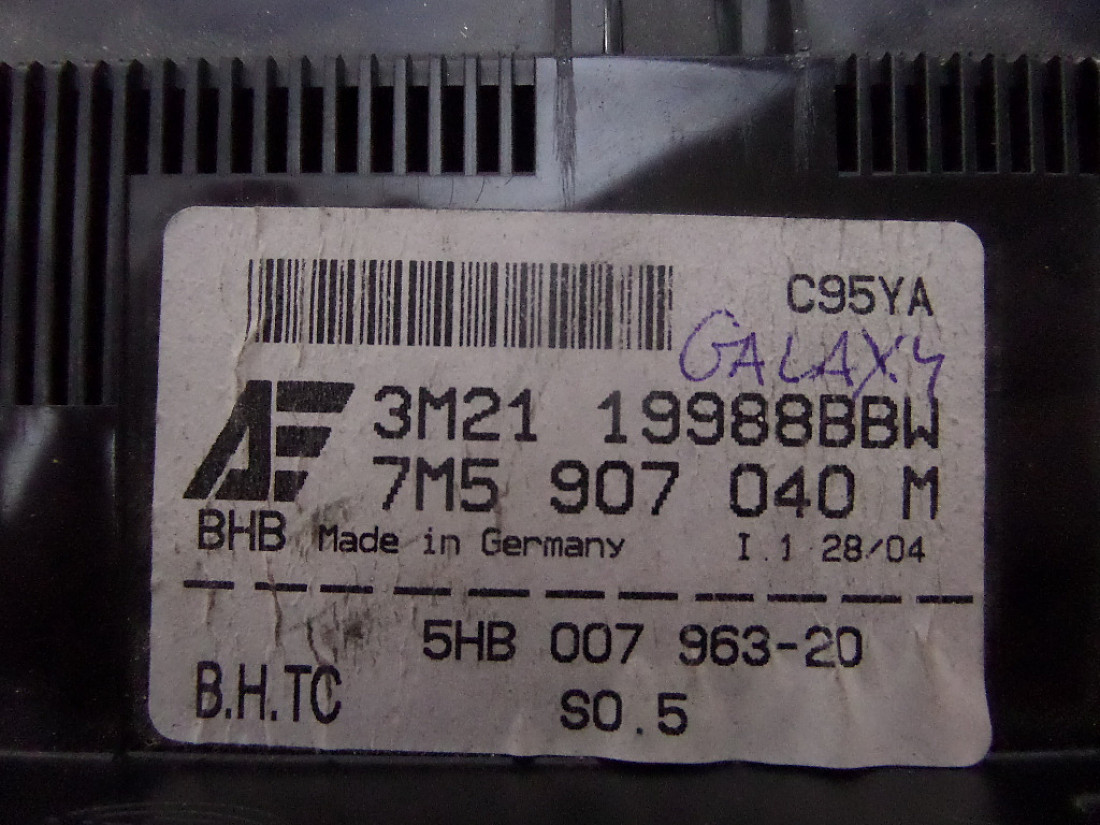 C95YA
GALAXY
AE 3M21 19988BBW
7M5 907 040 M
BHB Made in Germany I.1 28/04
5HB 007 963-20
B.H.TC S0.5